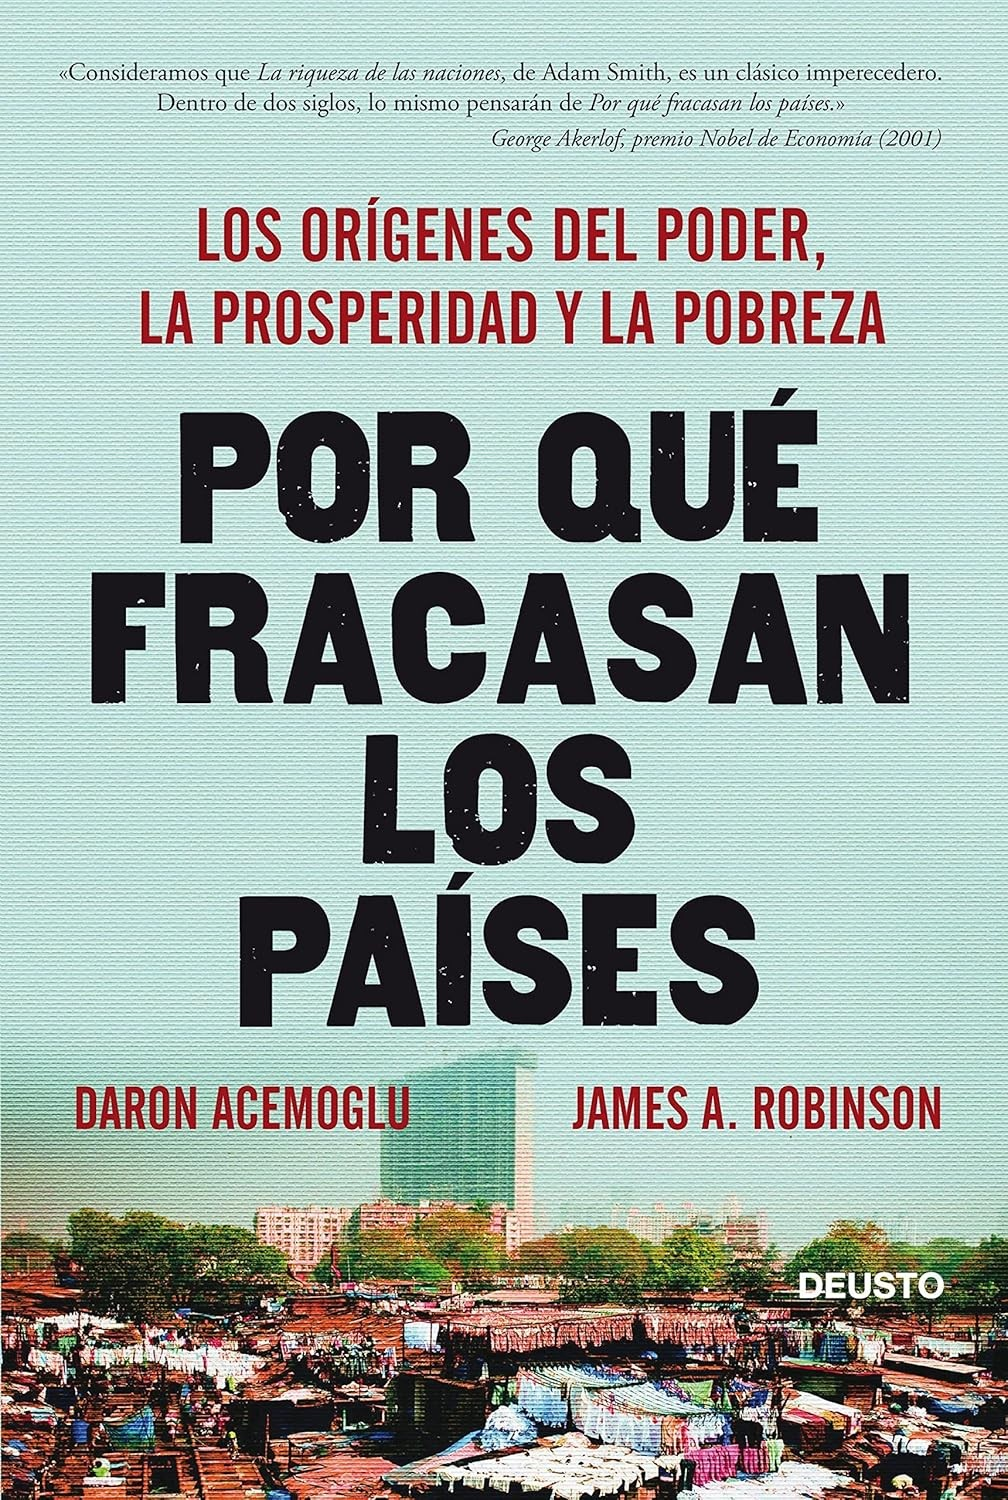 «Consideramos que La riqueza de las naciones, de Adam Smith, es un clásico imperecedero.
Dentro de dos siglos, lo mismo pensarán de Por qué fracasan los países.»
George Akerlof, premio Nobel de Economía (2001)
LOS ORÍGENES DEL PODER,
LA PROSPERIDAD Y LA POBREZA
POR QUÉ
FRACASAN
LOS
PAÍSES
DARON ACEMOGLU JAMES A. ROBINSON
DEUSTO